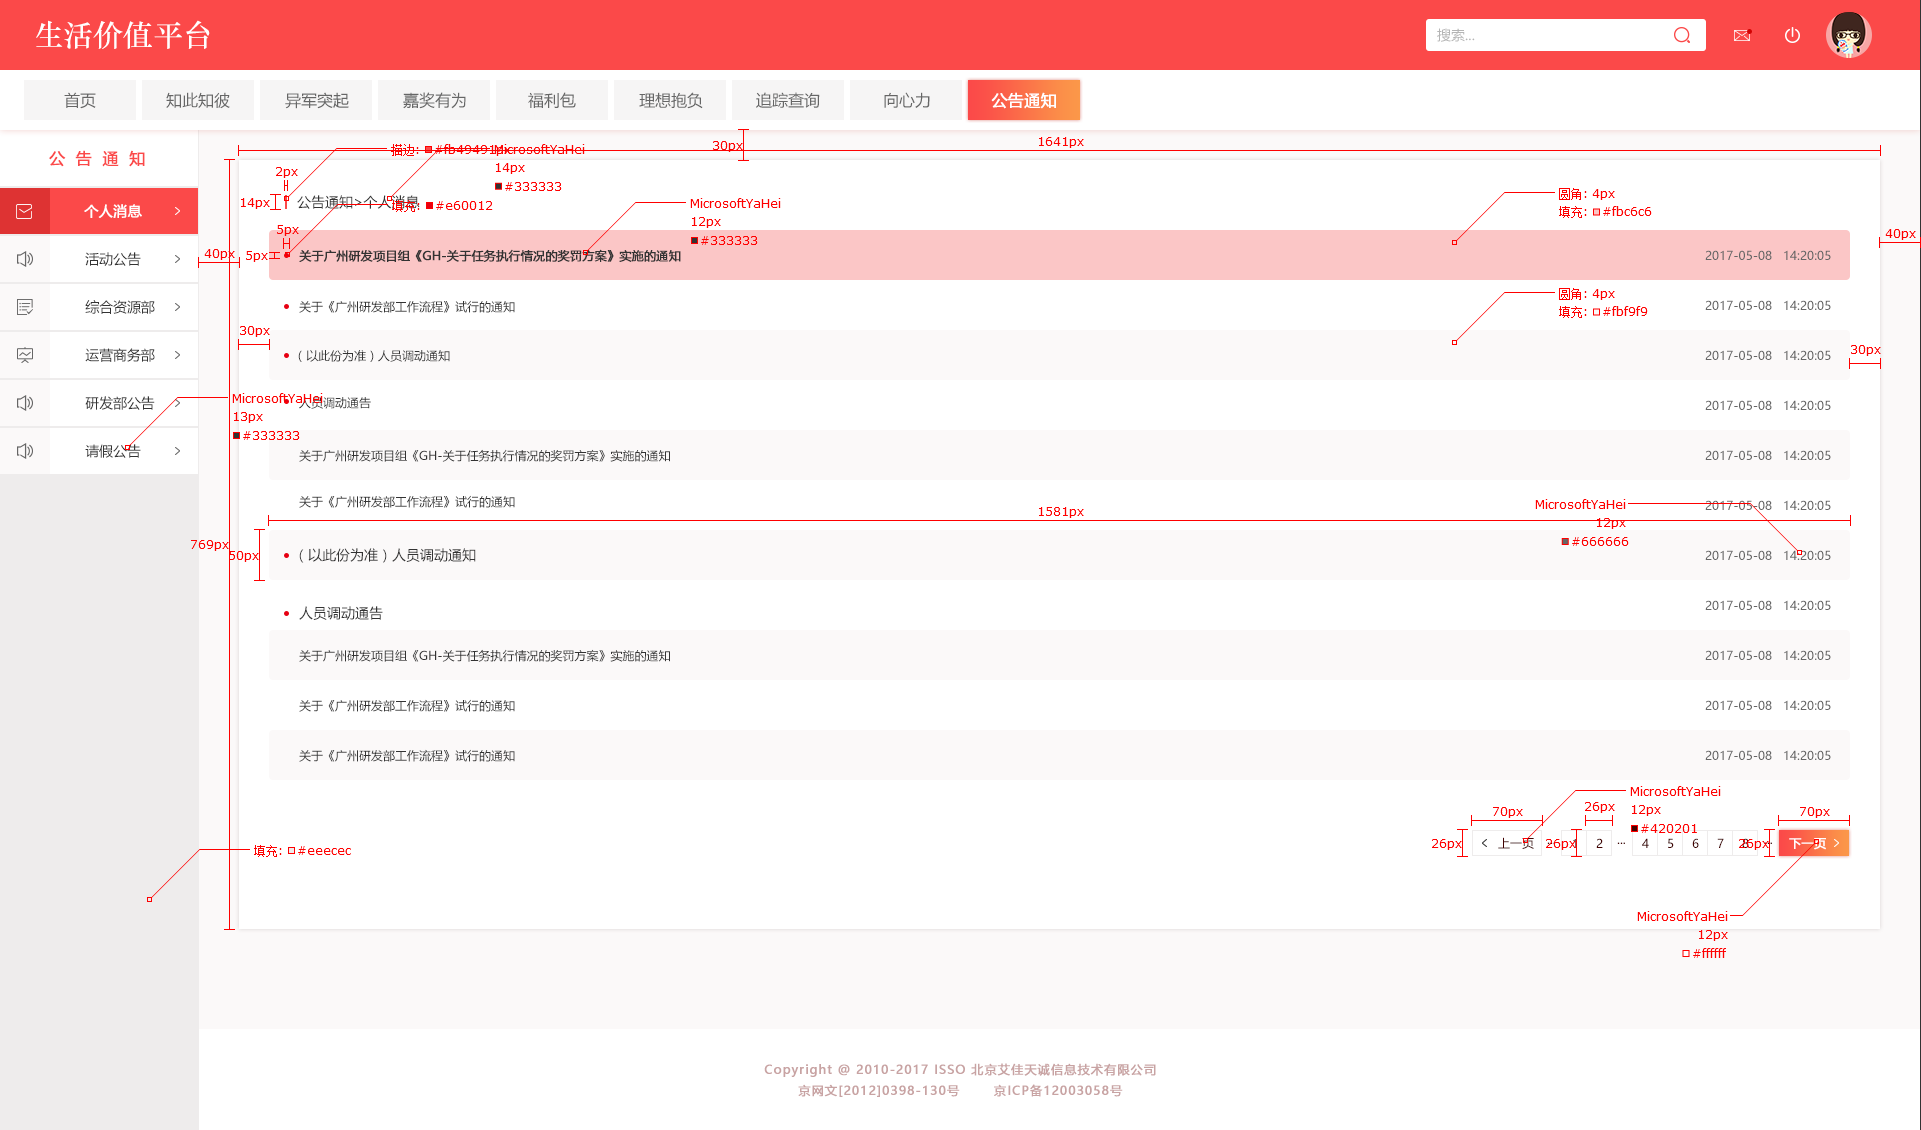 生活价值平台
搜索...
首页
知此知彼
异军突起
嘉奖有为
福利包
理想抱负
追踪查询
向心力
公告通知
公告通知
个人消息
活动公告
综合资源部
运营商务部
研发部公告
请假公告
30px
1641px
描边: #fb4949
MicrosoftYaHei
14px
#333333
2px
14px
公告通知>个人消息
填充: #e60012
MicrosoftYaHei
12px
#333333
圆角: 4px
填充: #fbc6c6
5px
5px
40px
40px
关于广州研发项目组《GH-关于任务执行情况的奖罚方案》实施的通知
2017-05-08 14:20:05
圆角: 4px
填充: #fbf9f9
关于《广州研发部工作流程》试行的通知
2017-05-08 14:20:05
30px
30px
( 以此份为准 ) 人员调动通知
2017-05-08 14:20:05
MicrosoftYaHei
13px
#333333
人员调动通告
2017-05-08 14:20:05
关于广州研发项目组《GH-关于任务执行情况的奖罚方案》实施的通知
2017-05-08 14:20:05
关于《广州研发部工作流程》试行的通知
2017-05-08 14:20:05
MicrosoftYaHei
12px
#666666
1581px
769px
50px
( 以此份为准 ) 人员调动通知
2017-05-08 14:20:05
人员调动通告
2017-05-08 14:20:05
关于广州研发项目组《GH-关于任务执行情况的奖罚方案》实施的通知
2017-05-08 14:20:05
关于《广州研发部工作流程》试行的通知
2017-05-08 14:20:05
关于《广州研发部工作流程》试行的通知
2017-05-08 14:20:05
MicrosoftYaHei
12px
#420201
70px
26px
70px
26px
< 上一页
26px
2 ... 4 5 6 7 8
26px
下一页 >
填充: #eeecec
MicrosoftYaHei
12px
#ffffff
Copyright @ 2010-2017 ISSO 北京艾佳天诚信息技术有限公司
京网文[2012]0398-130号 京ICP备12003058号